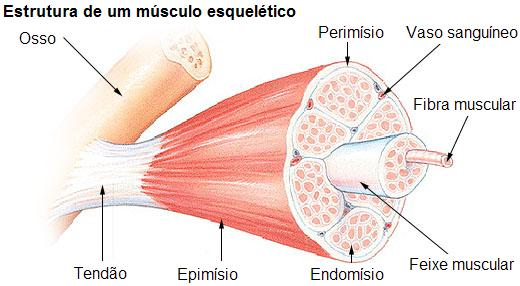 Estrutura de um músculo esquelético
Osso
Perimísio
Vaso sanguíneo
Fibra muscular
Tendão
Epimísio
Endomísio
Feixe muscular